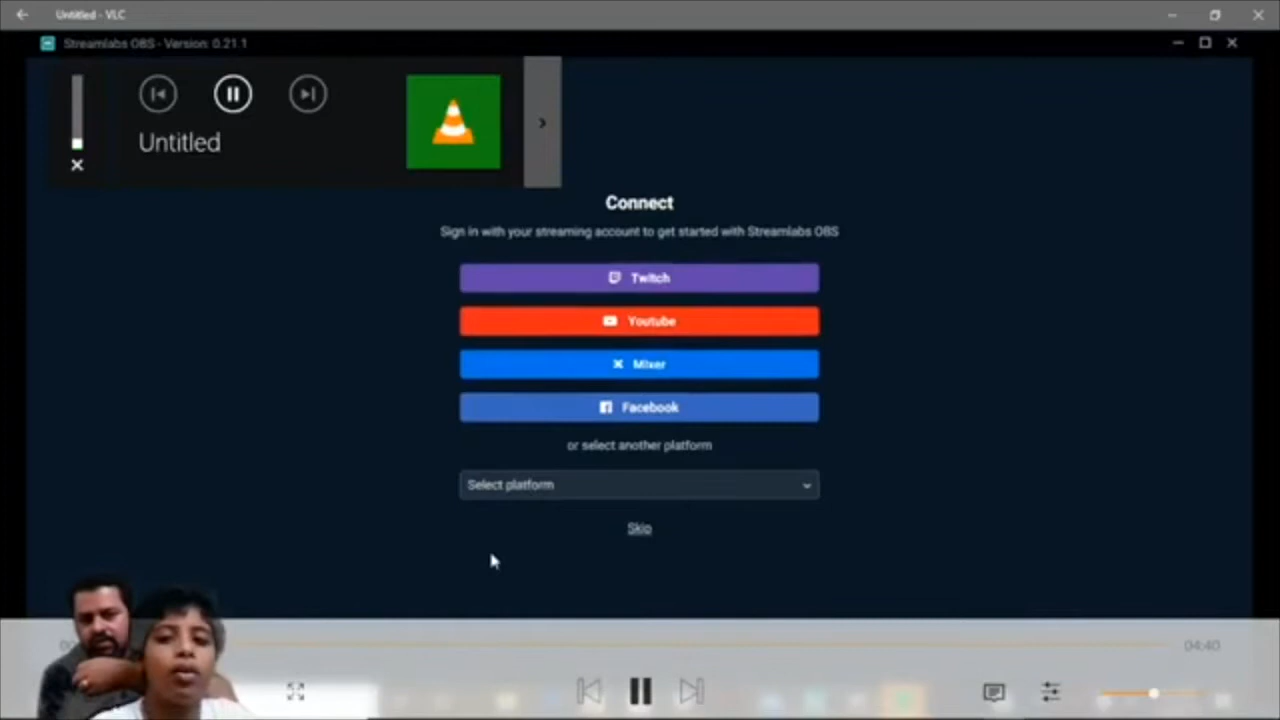 Untitled - VLC
Streamlabs OBS - Version: 0.21.1
Untitled
Connect
Sign in with your streaming account to get started with Streamlabs OBS
Twitch
Youtube
Mixer
Facebook
or select another platform
Select platform
Skip
04:40